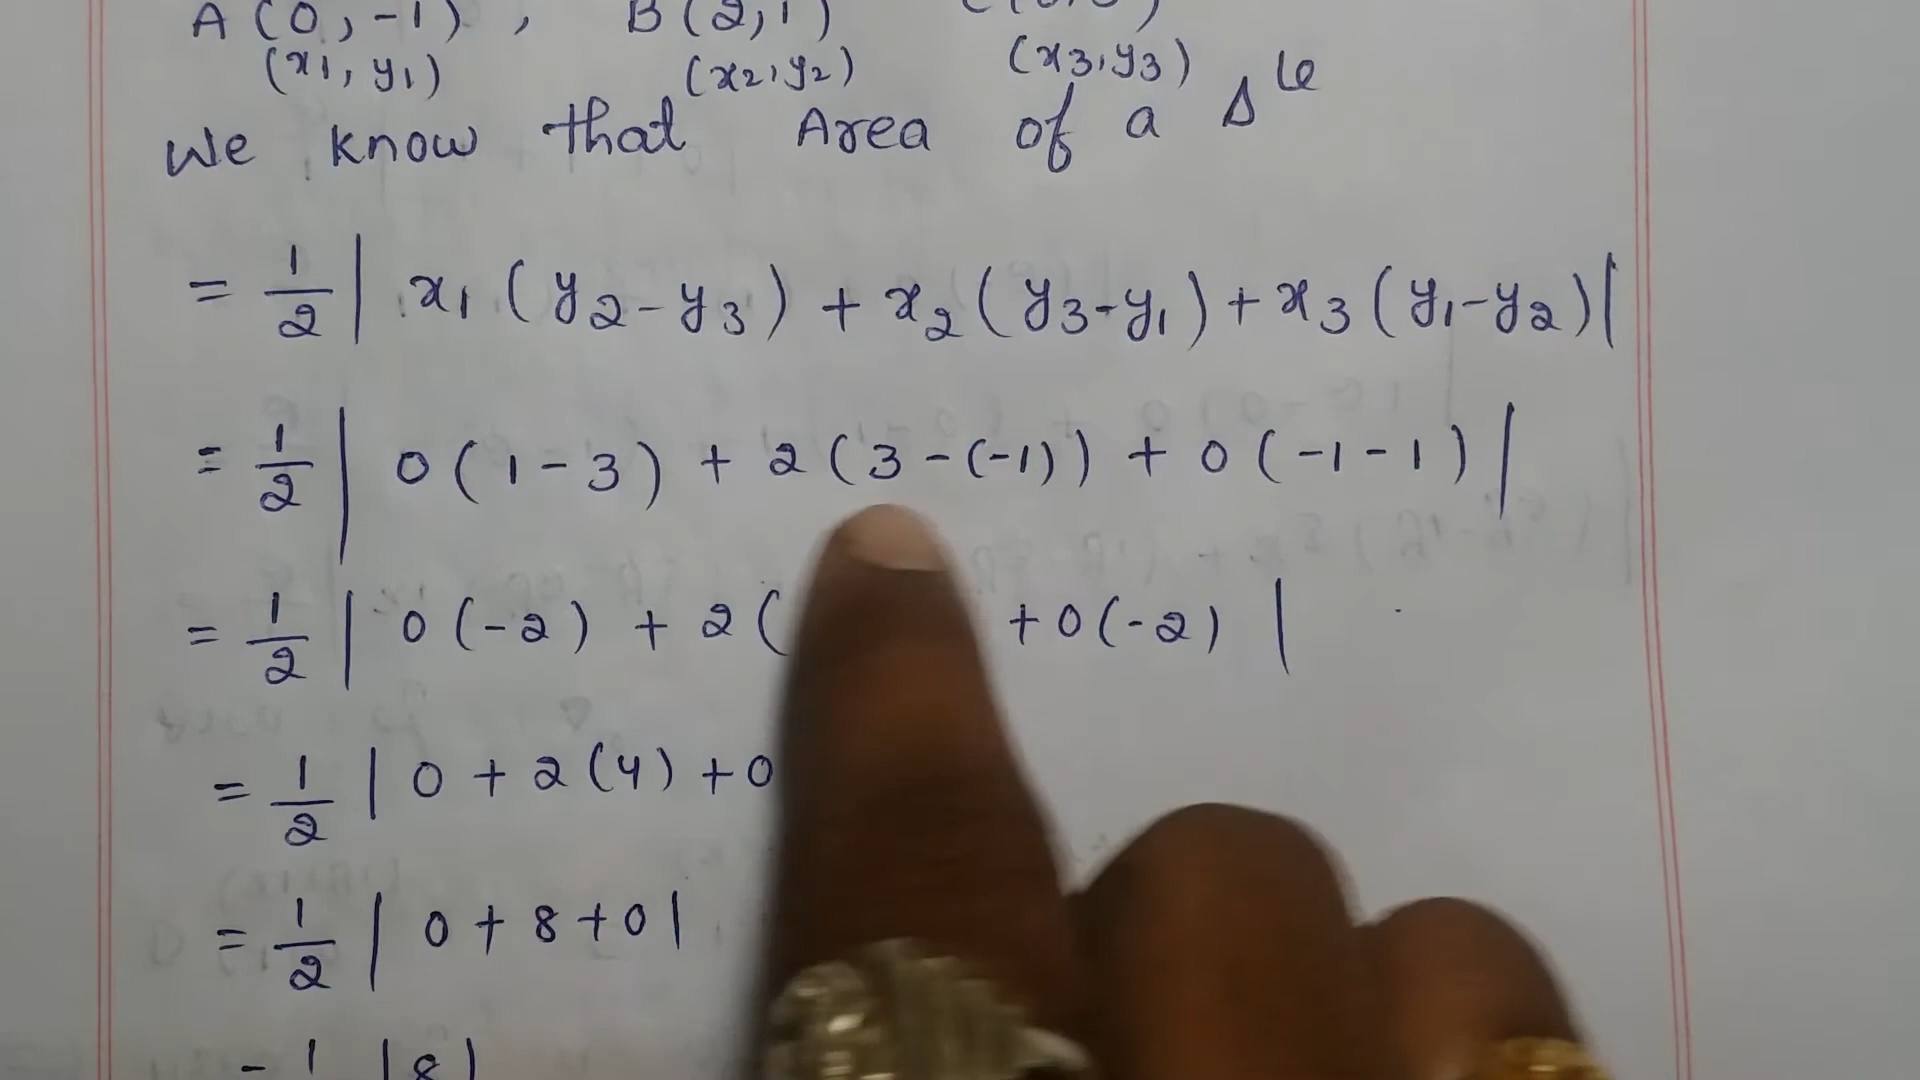 A (0, -1), B (2, 1)
(x1, y1) (x2, y2) (x3, y3)
We know that Area of a Δle
= 1/2 | x1 (y2 - y3) + x2 (y3 - y1) + x3 (y1 - y2) |
= 1/2 | 0 (1 - 3) + 2 (3 - (-1)) + 0 (-1 - 1) |
= 1/2 | 0 (-2) + 2 ( + 0 (-2) |
= 1/2 | 0 + 2 (4) + 0
= 1/2 | 0 + 8 + 0 |
= 1 | 8 |